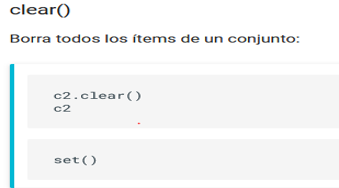 clear()
Borra todos los ítems de un conjunto:
c2.clear()
c2
set()